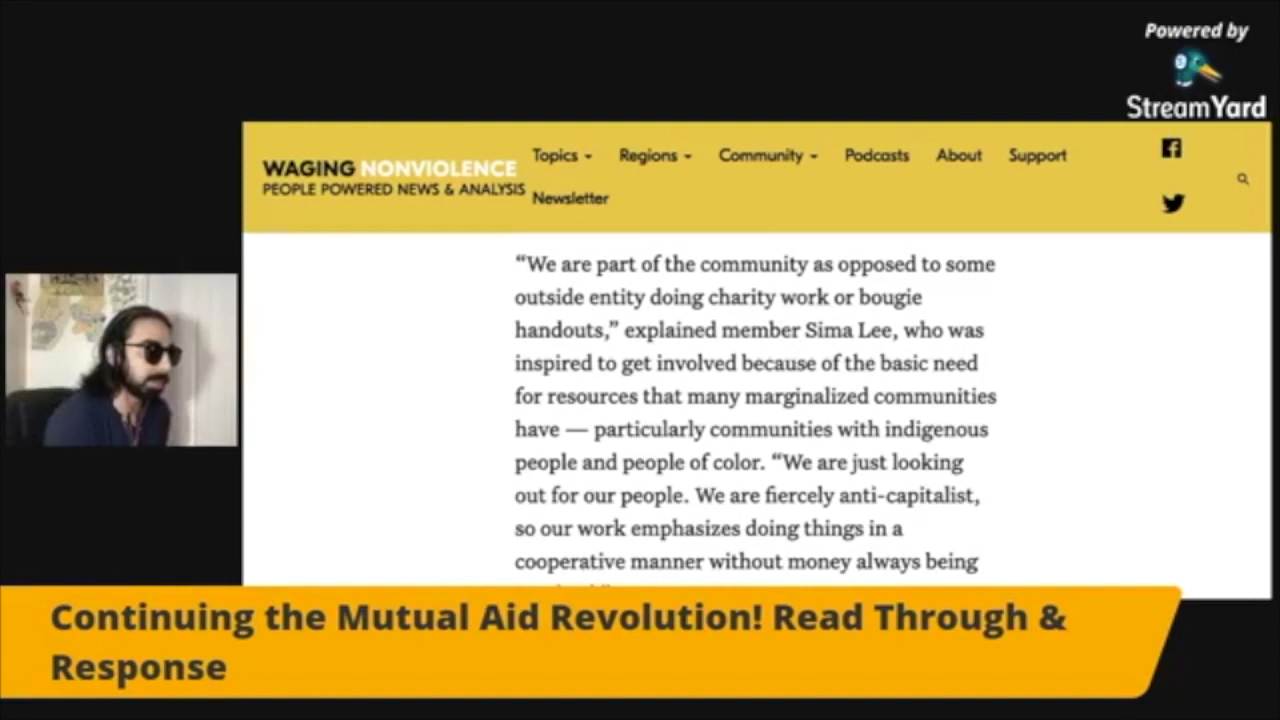 Powered by
StreamYard
WAGING NONVIOLENCE
PEOPLE POWERED NEWS & ANALYSIS
Topics
Regions
Community
Podcasts
About
Support
Newsletter
“We are part of the community as opposed to some
outside entity doing charity work or bougie
handouts,” explained member Sima Lee, who was
inspired to get involved because of the basic need
for resources that many marginalized communities
have — particularly communities with indigenous
people and people of color. “We are just looking
out for our people. We are fiercely anti-capitalist,
so our work emphasizes doing things in a
cooperative manner without money always being
Continuing the Mutual Aid Revolution! Read Through &
Response